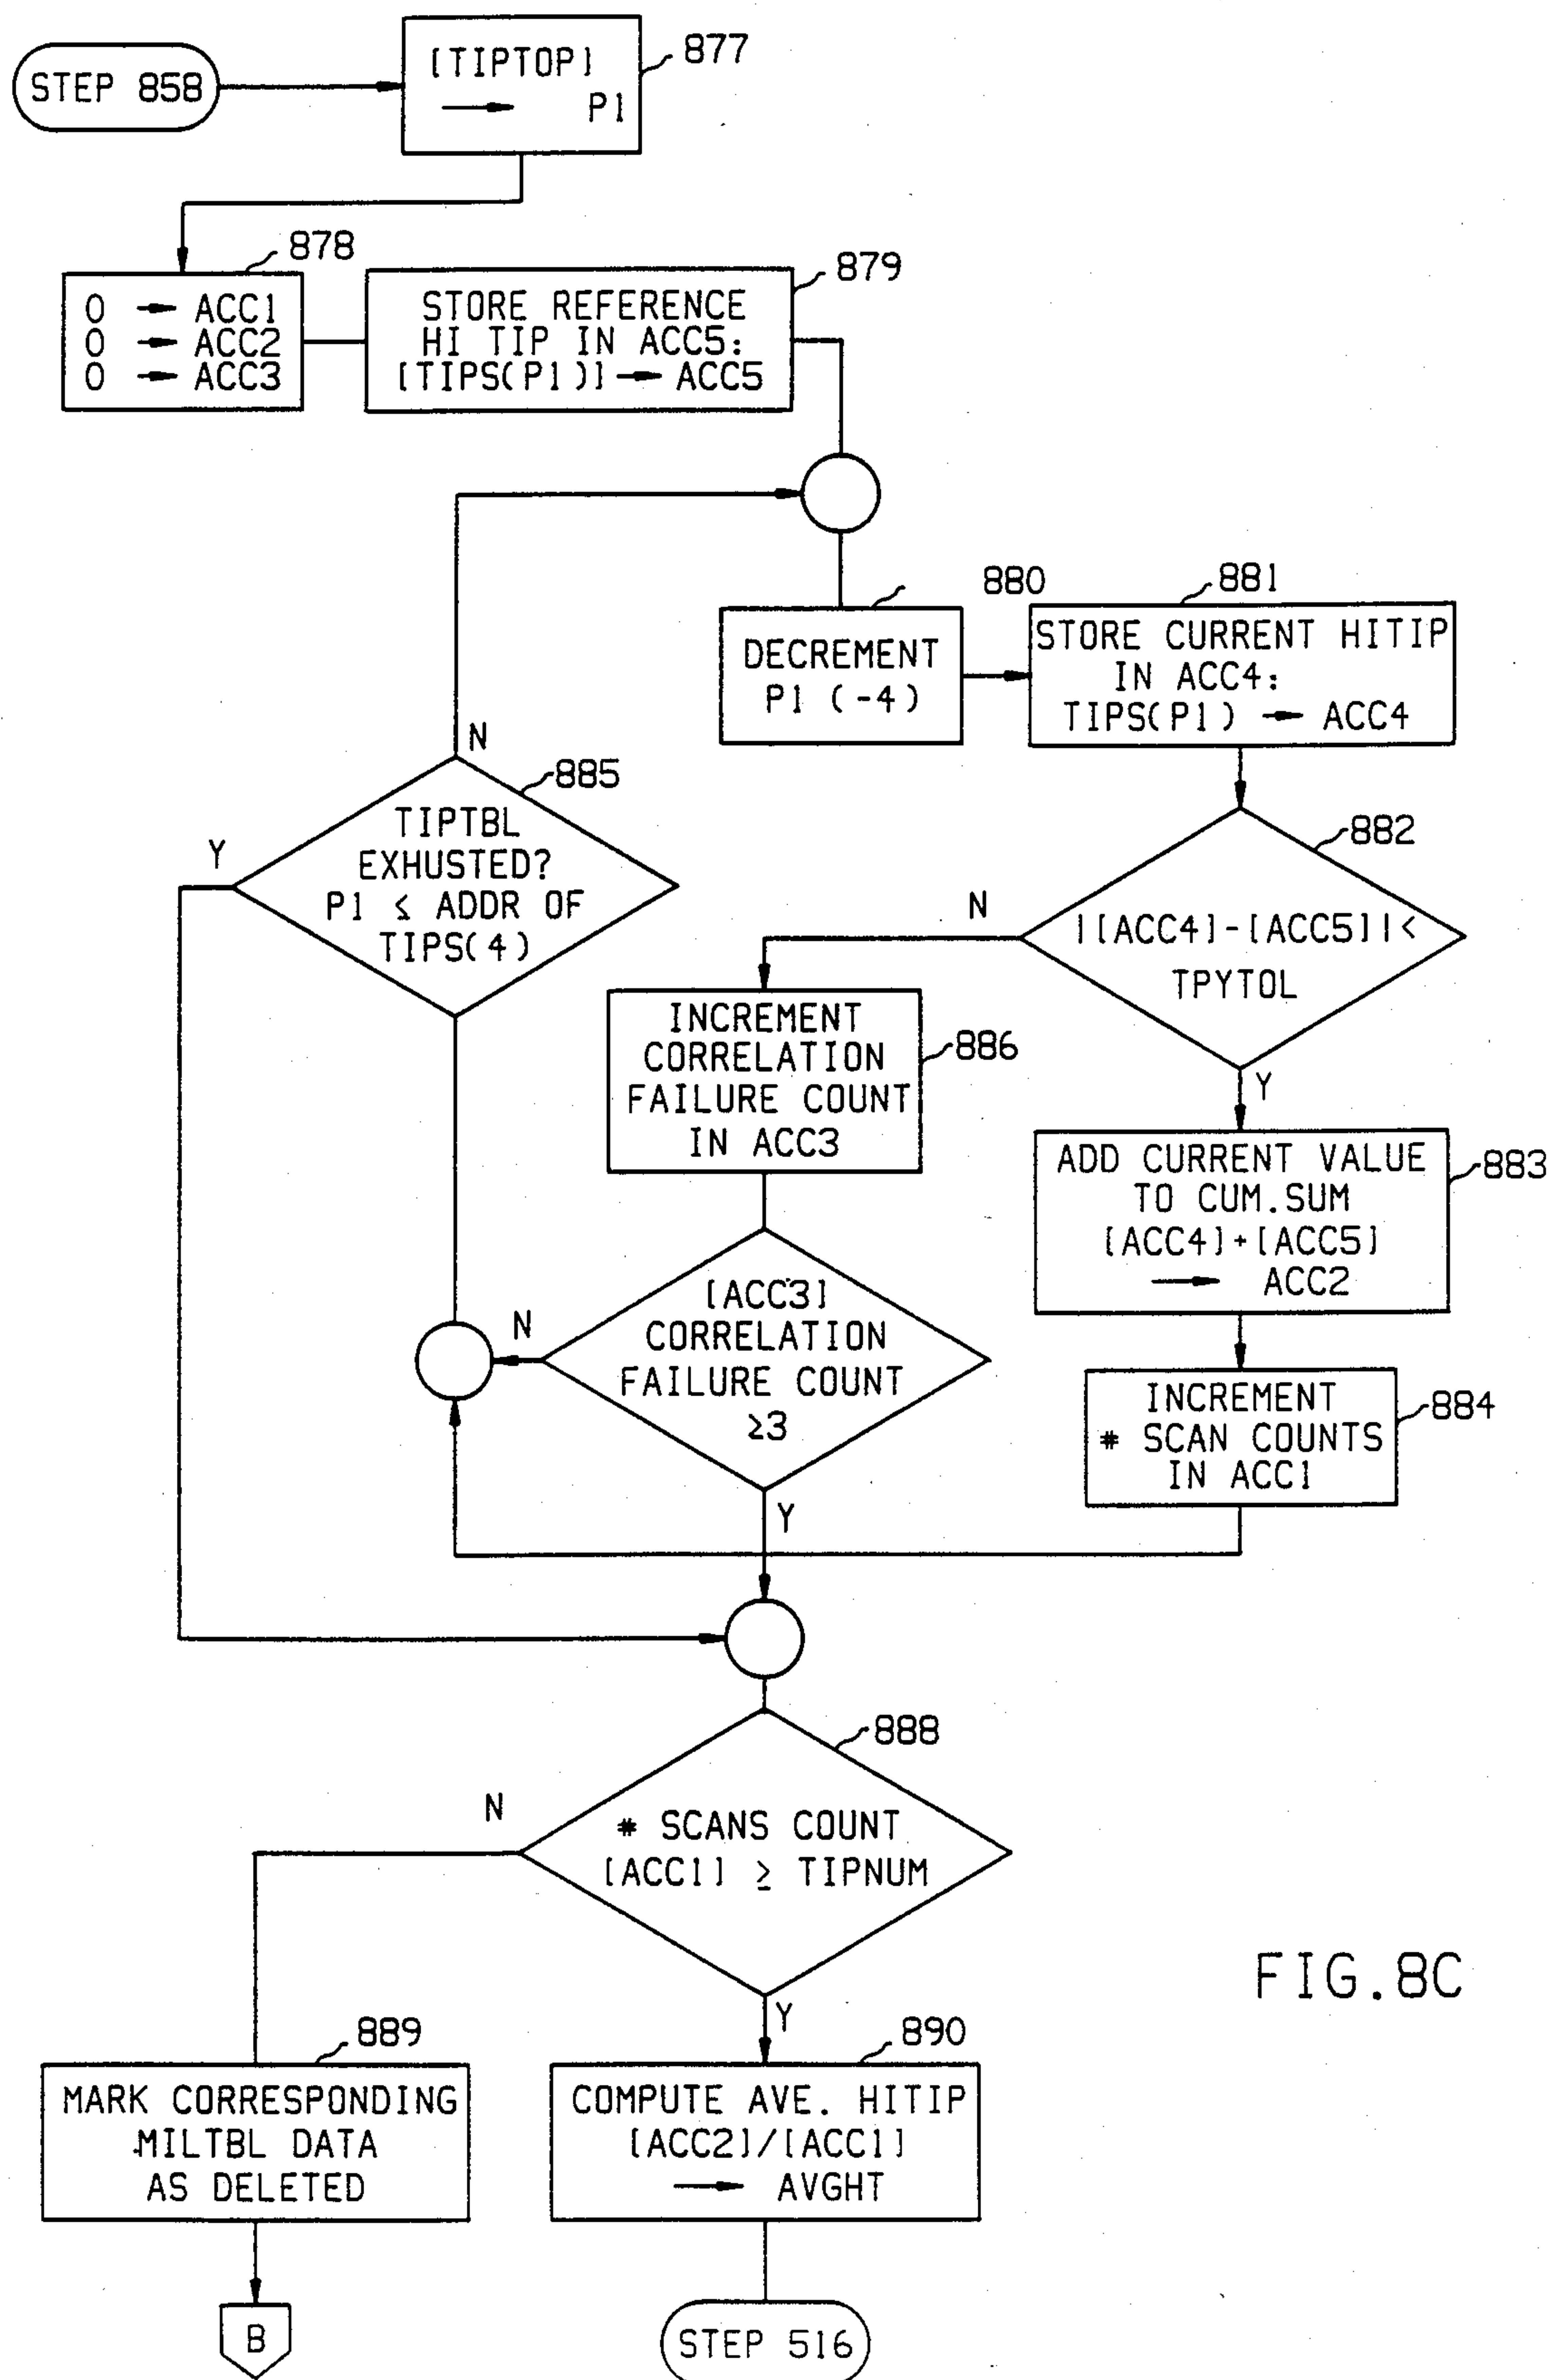 STEP 858
[TIPTOP]
→ P1
877
878
0 → ACC1
0 → ACC2
0 → ACC3
879
STORE REFERENCE
HI TIP IN ACC5:
[TIPS(P1)] → ACC5
880
DECREMENT
P1 (-4)
881
STORE CURRENT HITIP
IN ACC4:
TIPS(P1) → ACC4
N
885
TIPTBL
EXHUSTED?
P1 ≤ ADDR OF
TIPS(4)
Y
882
|[ACC4]-[ACC5]|<
TPYTOL
N
Y
INCREMENT
CORRELATION
FAILURE COUNT
IN ACC3
886
ADD CURRENT VALUE
TO CUM.SUM
[ACC4]+[ACC5]
→ ACC2
883
[ACC3]
CORRELATION
FAILURE COUNT
≥3
N
Y
INCREMENT
# SCAN COUNTS
IN ACC1
884
888
# SCANS COUNT
[ACC1] ≥ TIPNUM
N
Y
FIG.8C
889
MARK CORRESPONDING
MILTBL DATA
AS DELETED
890
COMPUTE AVE. HITIP
[ACC2]/[ACC1]
→ AVGHT
B
STEP 516